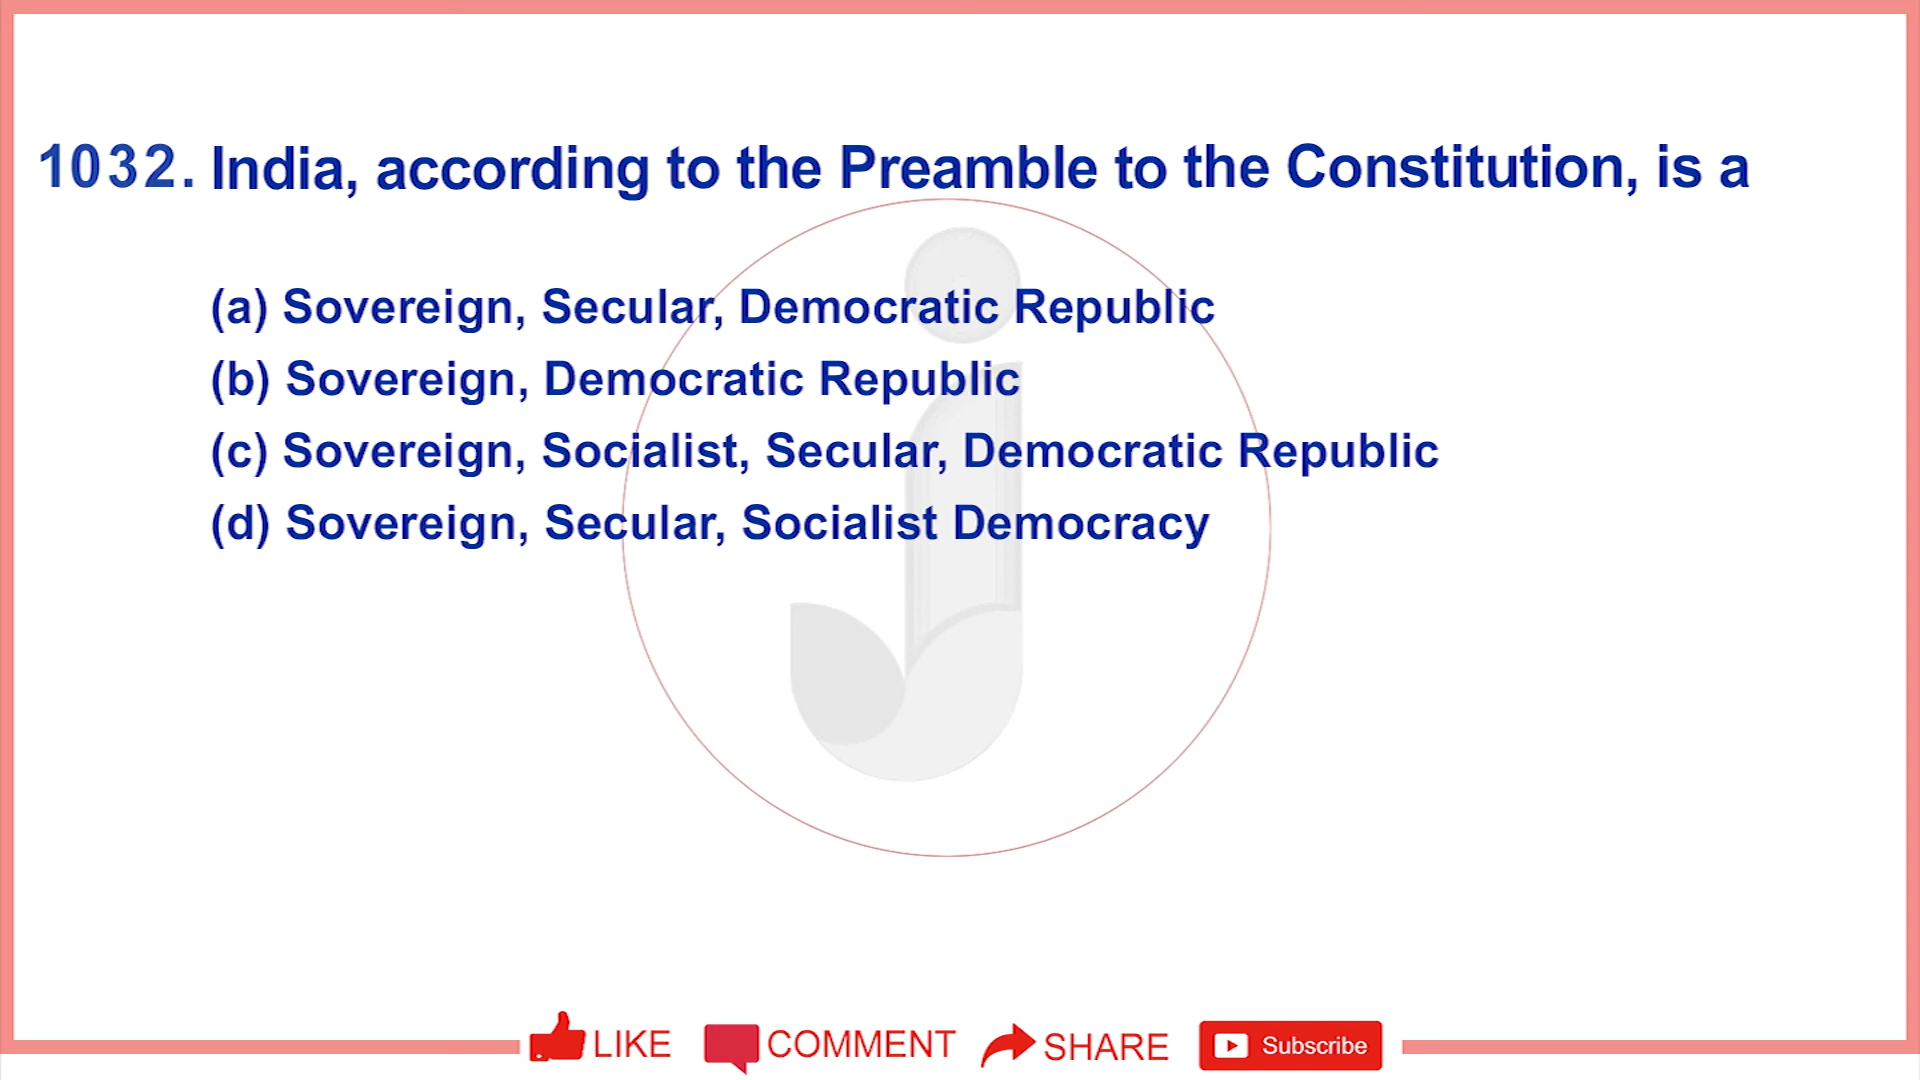 1032. India, according to the Preamble to the Constitution, is a
(a) Sovereign, Secular, Democratic Republic
(b) Sovereign, Democratic Republic
(c) Sovereign, Socialist, Secular, Democratic Republic
(d) Sovereign, Secular, Socialist Democracy
LIKE COMMENT SHARE Subscribe